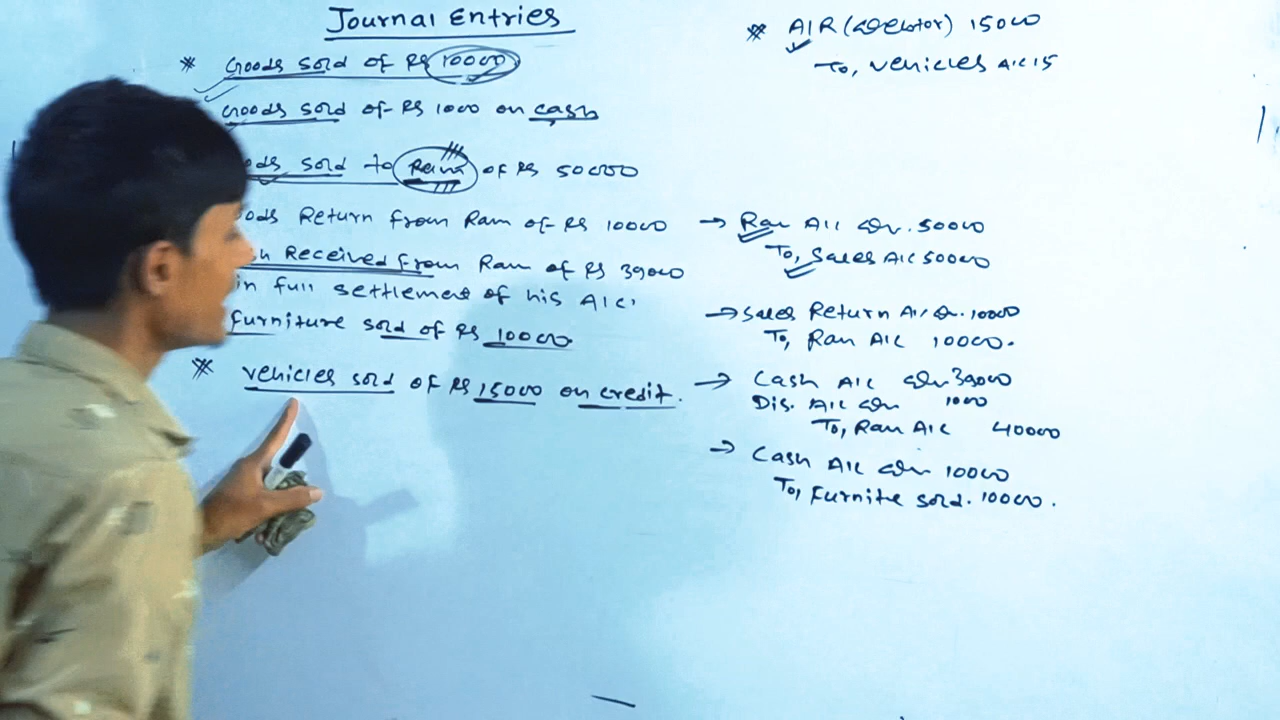 Journal Entries
* Goods sold of Rs 10000
Goods sold of Rs 1000 on cash
ods sold to Ram of Rs 50000
ods Return from Ram of Rs 10000
h Received from Ram of Rs 39000
in full settlement of his A/c.
furniture sold of Rs 10000.
* vehicles sold of Rs 15000 on credit.
* A/R (Debtor) 15000
To, vehicles A/c 15
→ Ram A/c Dr. 50000
To, Sales A/c 50000
→ Sales Return A/c Dr. 10000
To, Ram A/c 10000.
→ Cash A/c Dr 39000
Dis. A/c Dr 1000
To, Ram A/c 40000
→ Cash A/c Dr 10000
To, Furnite sold. 10000.